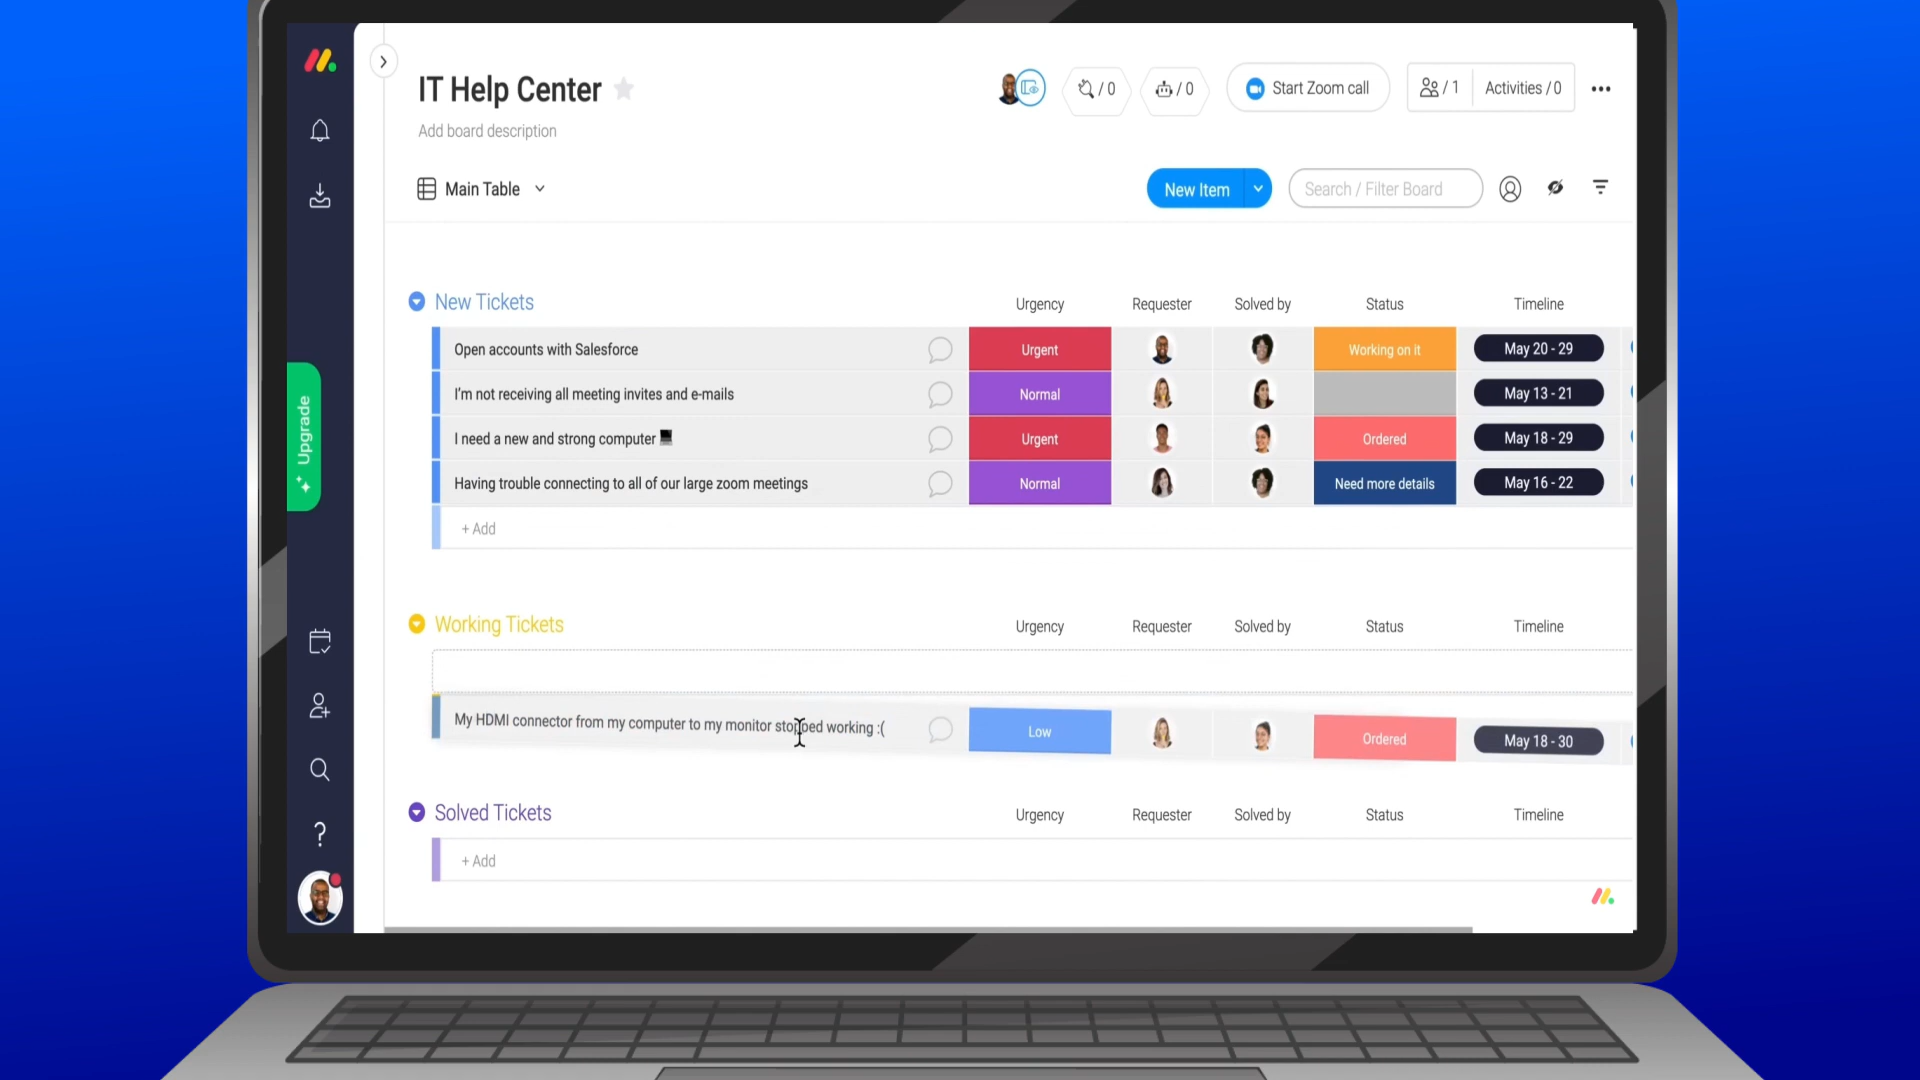 IT Help Center
/ 0
/ 0
Start Zoom call
/ 1
Activities / 0
Add board description
Main Table
New Item
Search / Filter Board
New Tickets
Urgency
Requester
Solved by
Status
Timeline
Open accounts with Salesforce
Urgent
Working on it
May 20 - 29
I'm not receiving all meeting invites and e-mails
Normal
May 13 - 21
I need a new and strong computer
Urgent
Ordered
May 18 - 29
Having trouble connecting to all of our large zoom meetings
Normal
Need more details
May 16 - 22
+ Add
Upgrade
Working Tickets
Urgency
Requester
Solved by
Status
Timeline
My HDMI connector from my computer to my monitor stopped working :(
Low
Ordered
May 18 - 30
Solved Tickets
Urgency
Requester
Solved by
Status
Timeline
+ Add